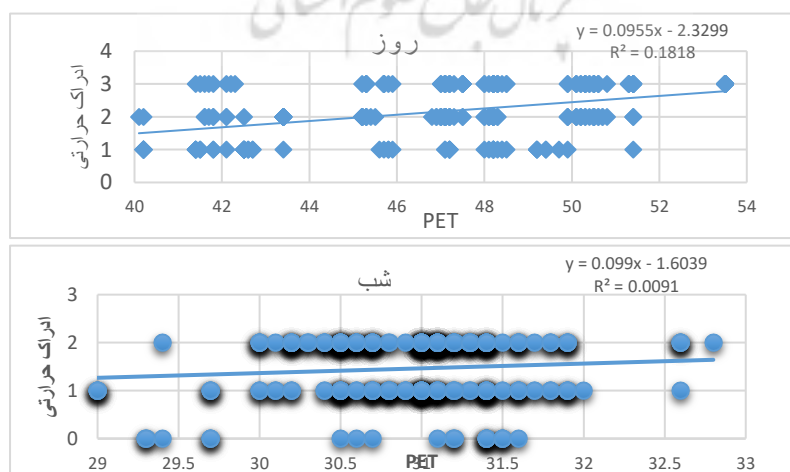 روز
y = 0.0955x - 2.3299
R² = 0.1818
ادراک حرارتی
4
3
2
1
0
40 42 44 46 48 50 52 54
PET
شب
y = 0.099x - 1.6039
R² = 0.0091
ادراک حرارتی
3
2
1
0
29 29.5 30 30.5 31 31.5 32 32.5 33
PET